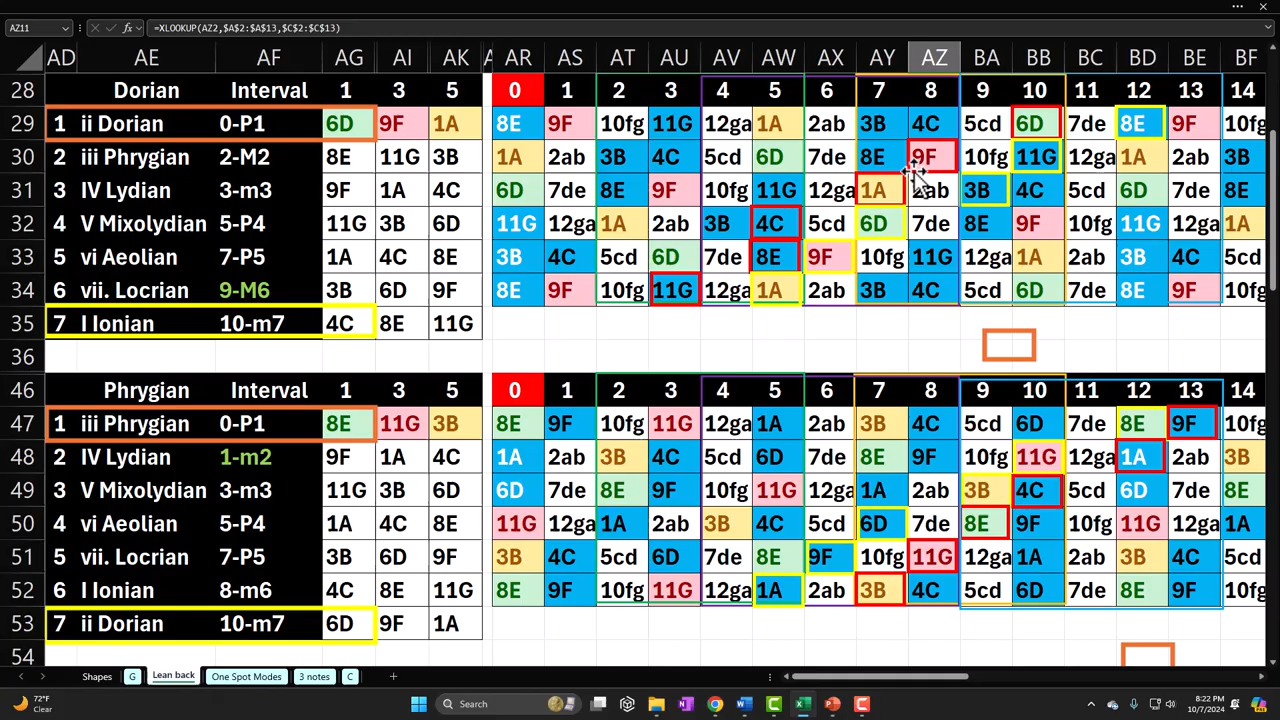 AZ11 fx =XLOOKUP(AZ2,$A$2:$A$13,$C$2:$C$13)
AD AE AF AG AI AK A AR AS AT AU AV AW AX AY AZ BA BB BC BD BE BF
28 Dorian Interval 1 3 5 0 1 2 3 4 5 6 7 8 9 10 11 12 13 14
29 1 ii Dorian 0-P1 6D 9F 1A 8E 9F 10fg 11G 12ga 1A 2ab 3B 4C 5cd 6D 7de 8E 9F 10fg
30 2 iii Phrygian 2-M2 8E 11G 3B 1A 2ab 3B 4C 5cd 6D 7de 8E 9F 10fg 11G 12ga 1A 2ab 3B
31 3 IV Lydian 3-m3 9F 1A 4C 6D 7de 8E 9F 10fg 11G 12ga 1A 2ab 3B 4C 5cd 6D 7de 8E
32 4 V Mixolydian 5-P4 11G 3B 6D 11G 12ga 1A 2ab 3B 4C 5cd 6D 7de 8E 9F 10fg 11G 12ga 1A
33 5 vi Aeolian 7-P5 1A 4C 8E 3B 4C 5cd 6D 7de 8E 9F 10fg 11G 12ga 1A 2ab 3B 4C 5cd
34 6 vii. Locrian 9-M6 3B 6D 9F 8E 9F 10fg 11G 12ga 1A 2ab 3B 4C 5cd 6D 7de 8E 9F 10fg
35 7 I Ionian 10-m7 4C 8E 11G
36
46 Phrygian Interval 1 3 5 0 1 2 3 4 5 6 7 8 9 10 11 12 13 14
47 1 iii Phrygian 0-P1 8E 11G 3B 8E 9F 10fg 11G 12ga 1A 2ab 3B 4C 5cd 6D 7de 8E 9F 10fg
48 2 IV Lydian 1-m2 9F 1A 4C 1A 2ab 3B 4C 5cd 6D 7de 8E 9F 10fg 11G 12ga 1A 2ab 3B
49 3 V Mixolydian 3-m3 11G 3B 6D 6D 7de 8E 9F 10fg 11G 12ga 1A 2ab 3B 4C 5cd 6D 7de 8E
50 4 vi Aeolian 5-P4 1A 4C 8E 11G 12ga 1A 2ab 3B 4C 5cd 6D 7de 8E 9F 10fg 11G 12ga 1A
51 5 vii. Locrian 7-P5 3B 6D 9F 3B 4C 5cd 6D 7de 8E 9F 10fg 11G 12ga 1A 2ab 3B 4C 5cd
52 6 I Ionian 8-m6 4C 8E 11G 8E 9F 10fg 11G 12ga 1A 2ab 3B 4C 5cd 6D 7de 8E 9F 10fg
53 7 ii Dorian 10-m7 6D 9F 1A
54
Shapes G Lean back One Spot Modes 3 notes C
72°F
Clear
Search
8:22 PM
10/7/2024